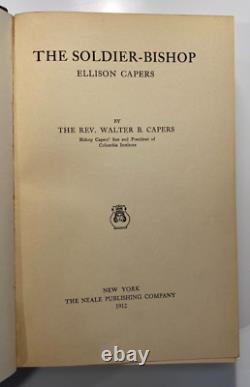 THE SOLDIER-BISHOP
ELLISON CAPERS
BY
THE REV. WALTER B. CAPERS
Bishop Capers' Son and President of
Columbia Institute
NEW YORK
THE NEALE PUBLISHING COMPANY
1912